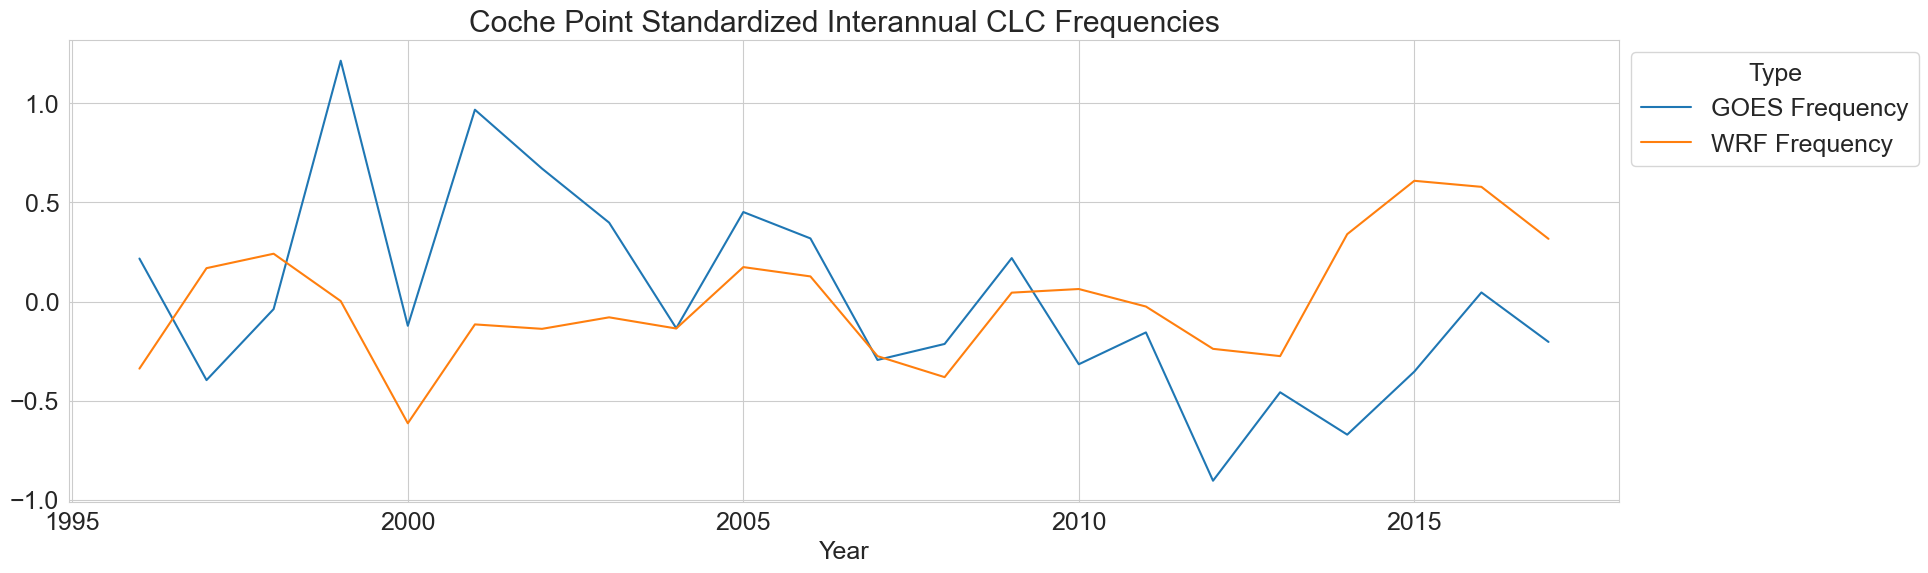 Coche Point Standardized Interannual CLC Frequencies
1.0
0.5
0.0
−0.5
−1.0
1995 2000 2005 2010 2015
Year
Type
GOES Frequency
WRF Frequency